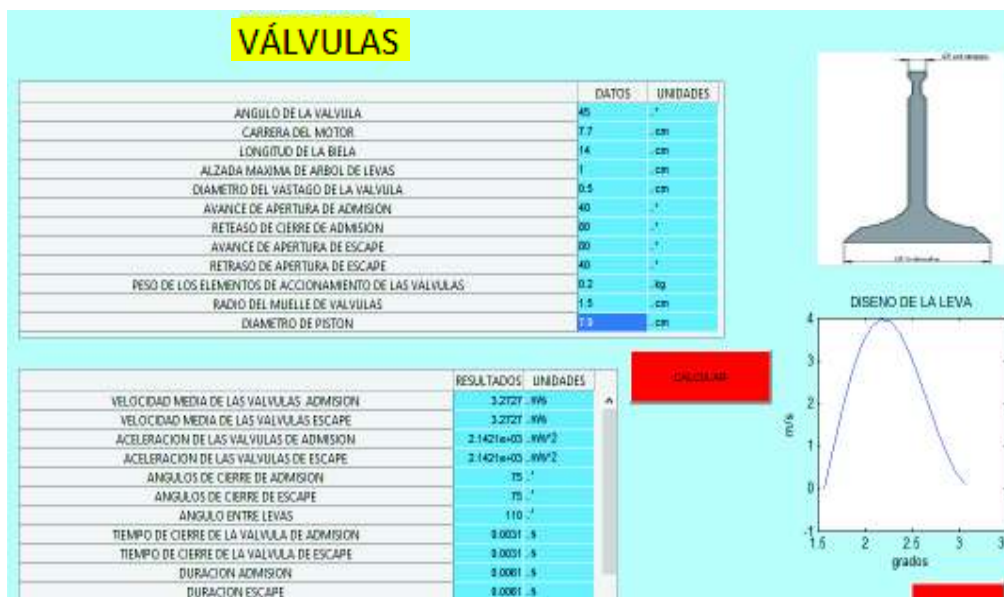 VÁLVULAS
DATOS UNIDADES
ANGULO DE LA VALVULA 45 .°
CARRERA DEL MOTOR 7.7 .cm
LONGITUD DE LA BIELA 14 .cm
ALZADA MAXIMA DE ARBOL DE LEVAS 1 .cm
DIAMETRO DEL VASTAGO DE LA VALVULA 0.5 .cm
AVANCE DE APERTURA DE ADMISION 40 .°
RETEASO DE CIERRE DE ADMISION .°
AVANCE DE APERTURA DE ESCAPE .°
RETRASO DE APERTURA DE ESCAPE 40 .°
PESO DE LOS ELEMENTOS DE ACCIONAMIENTO DE LAS VALVULAS 0.2 .kg
RADIO DEL MUELLE DE VALVULAS 1.5 .cm
DIAMETRO DE PISTON .cm
CALCULAR
RESULTADOS UNIDADES
VELOCIDAD MEDIA DE LAS VALVULAS ADMISION 3.2727 .m/s
VELOCIDAD MEDIA DE LAS VALVULAS ESCAPE 3.2727 .m/s
ACELERACION DE LAS VALVULAS DE ADMISION 2.1421e+03 .m/s^2
ACELERACION DE LAS VALVULAS DE ESCAPE 2.1421e+03 .m/s^2
ANGULOS DE CIERRE DE ADMISION 75 .°
ANGULOS DE CIERRE DE ESCAPE 75 .°
ANGULO ENTRE LEVAS 110 .°
TIEMPO DE CIERRE DE LA VALVULA DE ADMISION 0.0031 .s
TIEMPO DE CIERRE DE LA VALVULA DE ESCAPE 0.0031 .s
DURACION ADMISION 0.0061 .s
DURACION ESCAPE 0.0061 .s
DISENO DE LA LEVA
4
3
2
1
0
-1
m/s
1.5 2 2.5 3
grados